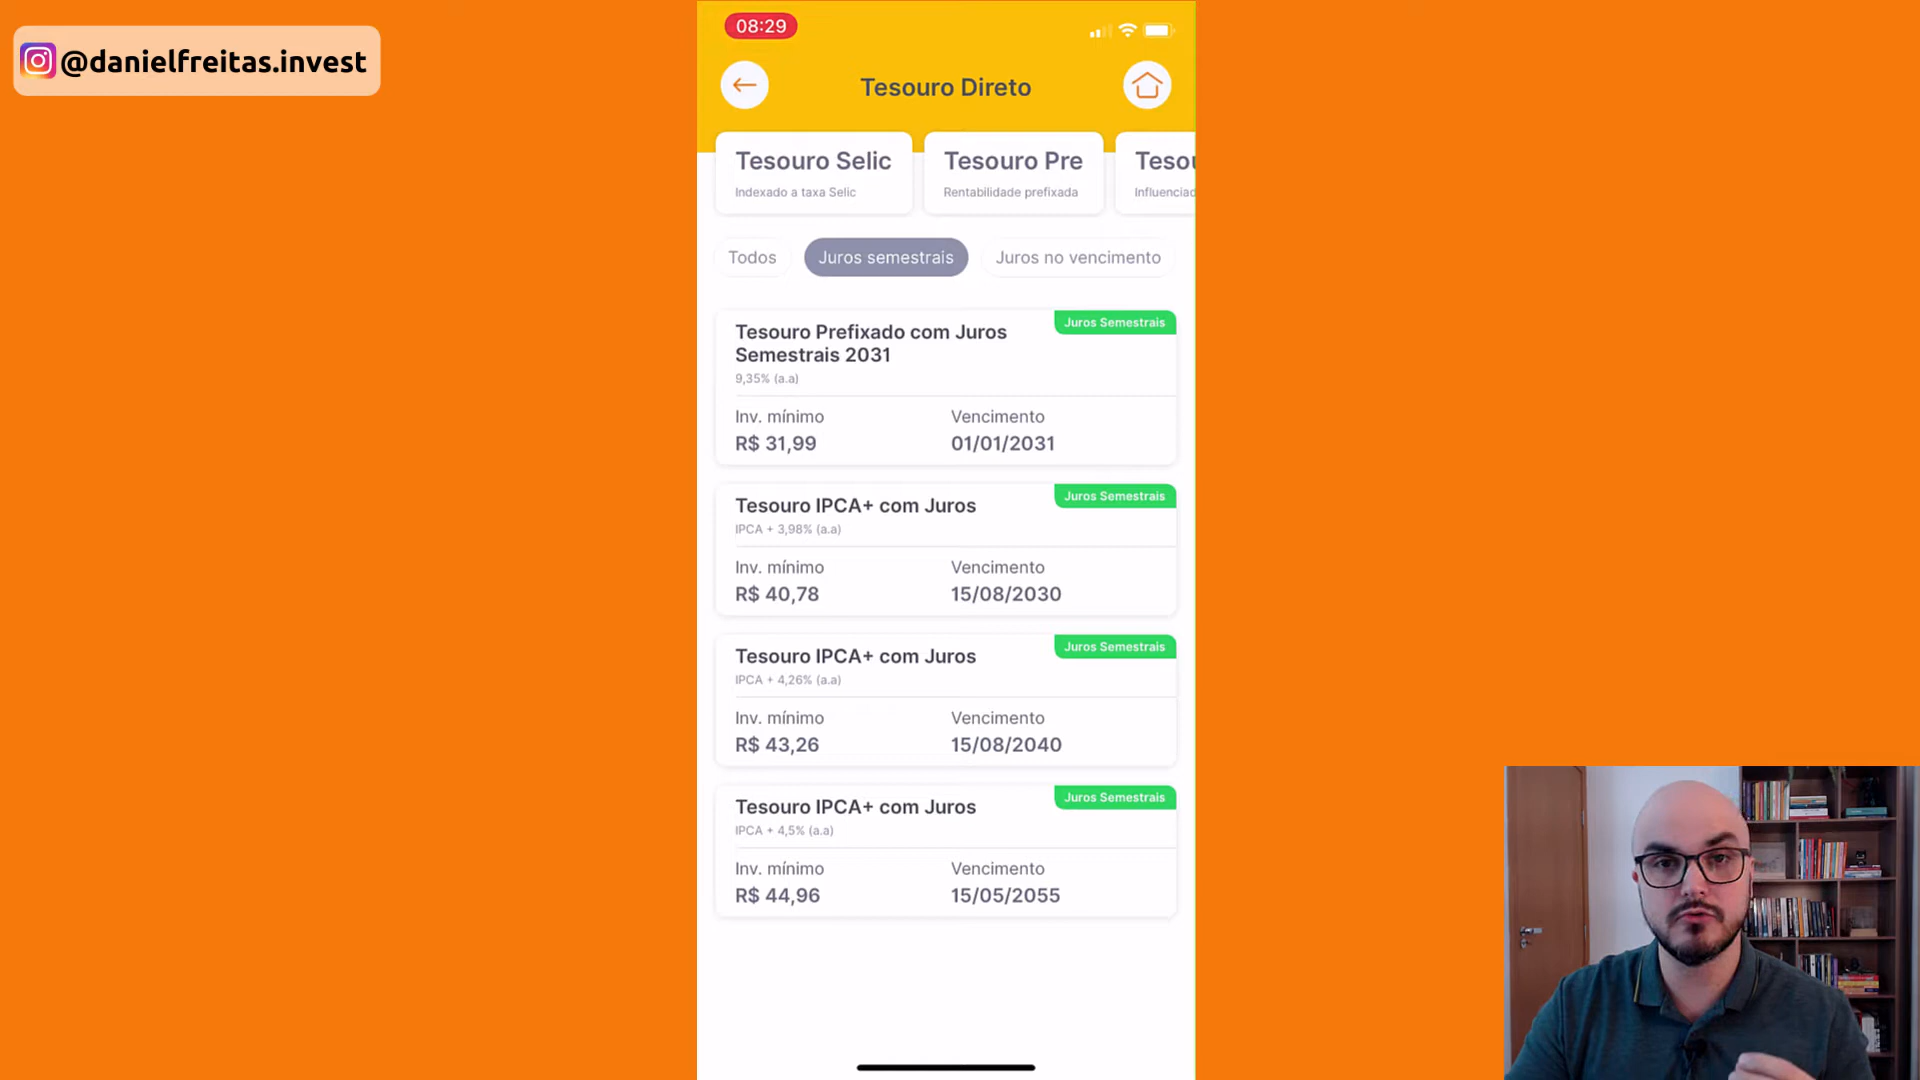 @danielfreitas.invest
08:29
Tesouro Direto
Tesouro Selic
Indexado a taxa Selic
Tesouro Pre
Rentabilidade prefixada
Tesou
Influenciad
Todos
Juros semestrais
Juros no vencimento
Tesouro Prefixado com Juros
Semestrais 2031
Juros Semestrais
9,35% (a.a)
Inv. mínimo
Vencimento
R$ 31,99
01/01/2031
Tesouro IPCA+ com Juros
Juros Semestrais
IPCA + 3,98% (a.a)
Inv. mínimo
Vencimento
R$ 40,78
15/08/2030
Tesouro IPCA+ com Juros
Juros Semestrais
IPCA + 4,26% (a.a)
Inv. mínimo
Vencimento
R$ 43,26
15/08/2040
Tesouro IPCA+ com Juros
Juros Semestrais
IPCA + 4,5% (a.a)
Inv. mínimo
Vencimento
R$ 44,96
15/05/2055